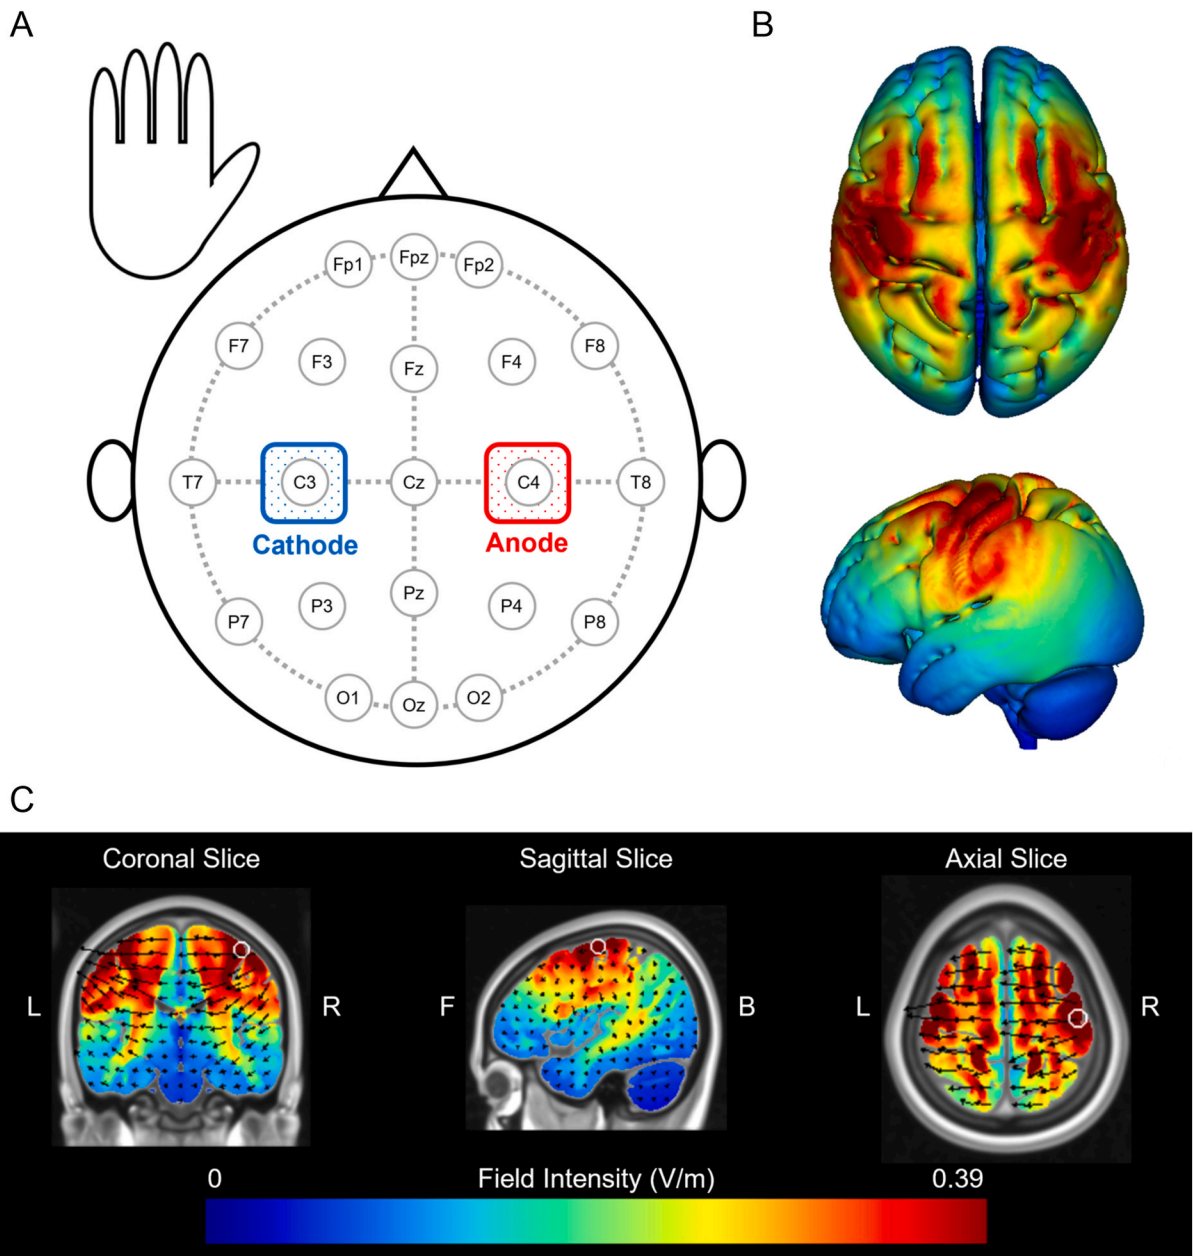 A
B
Fp1
Fpz
Fp2
F7
F3
Fz
F4
F8
T7
C3
Cz
C4
T8
Cathode
Anode
P7
P3
Pz
P4
P8
O1
Oz
O2
C
Coronal Slice
Sagittal Slice
Axial Slice
L
R
F
B
L
R
0
Field Intensity (V/m)
0.39